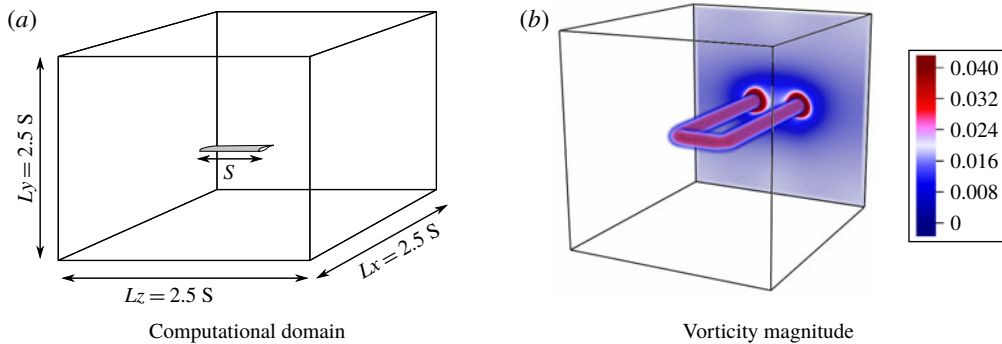 (a)
Ly = 2.5 S
S
Lx = 2.5 S
Lz = 2.5 S
Computational domain
(b)
0.040
0.032
0.024
0.016
0.008
0
Vorticity magnitude